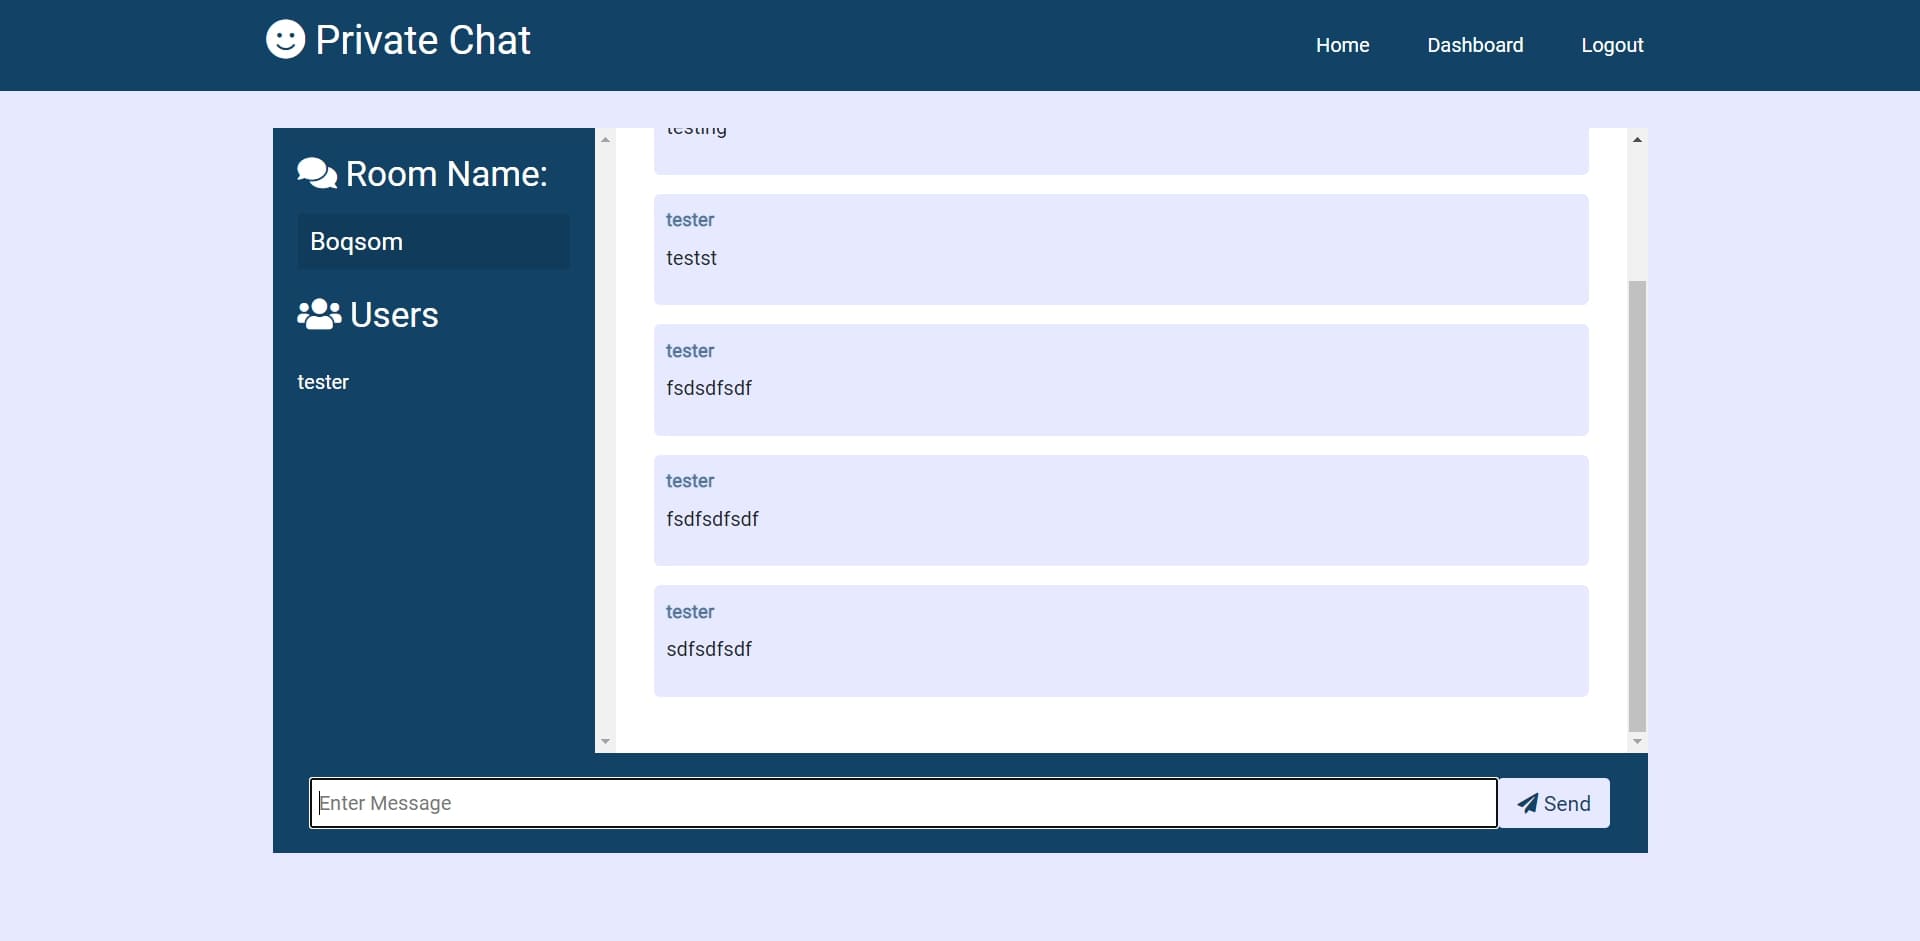 Private Chat
Home
Dashboard
Logout
Room Name:
Boqsom
Users
tester
testing
tester
testst
tester
fsdsdfsdf
tester
fsdfsdfsdf
tester
sdfsdfsdf
Enter Message
Send